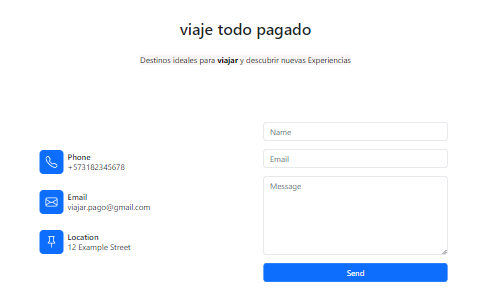 viaje todo pagado
Destinos ideales para viajar y descubrir nuevas Experiencias
Phone
+573182345678
Email
viajar.pago@gmail.com
Location
12 Example Street
Name
Email
Message
Send